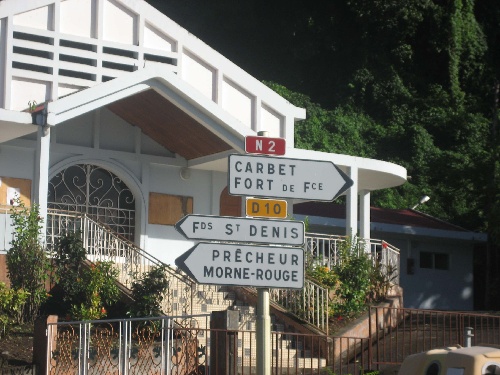 N 2
CARBET
FORT DE FCE
D 10
FDS ST DENIS
PRÊCHEUR
MORNE-ROUGE